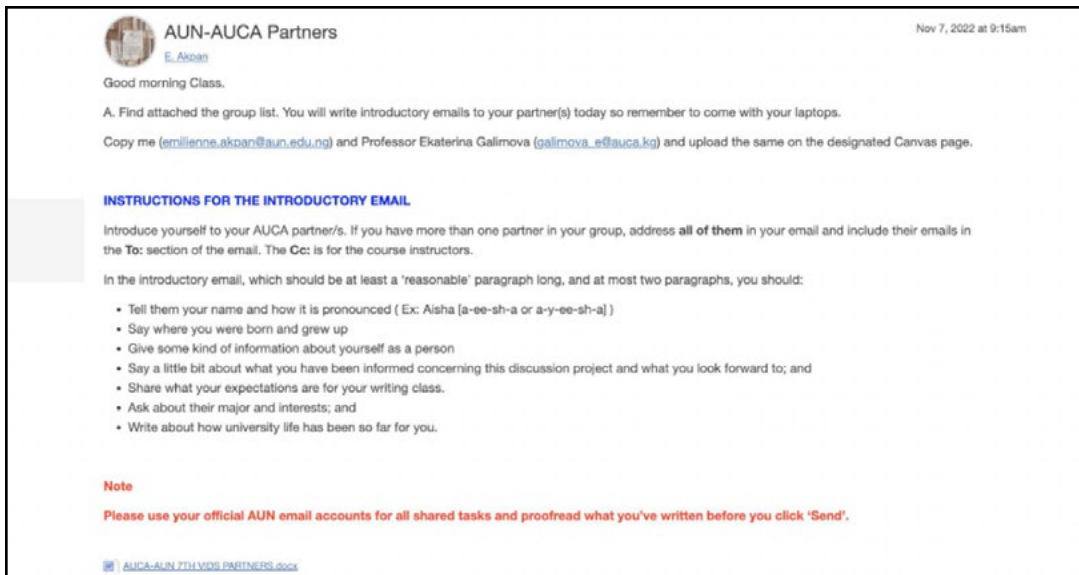 AUN-AUCA Partners
Nov 7, 2022 at 9:15am
E. Akpan
Good morning Class.
A. Find attached the group list. You will write introductory emails to your partner(s) today so remember to come with your laptops.
Copy me (emilienne.akpan@aun.edu.ng) and Professor Ekaterina Galimova (galimova_e@auca.kg) and upload the same on the designated Canvas page.
INSTRUCTIONS FOR THE INTRODUCTORY EMAIL
Introduce yourself to your AUCA partner/s. If you have more than one partner in your group, address all of them in your email and include their emails in
the To: section of the email. The Cc: is for the course instructors.
In the introductory email, which should be at least a ‘reasonable’ paragraph long, and at most two paragraphs, you should:
• Tell them your name and how it is pronounced ( Ex: Aisha [a-ee-sh-a or a-y-ee-sh-a] )
• Say where you were born and grew up
• Give some kind of information about yourself as a person
• Say a little bit about what you have been informed concerning this discussion project and what you look forward to; and
• Share what your expectations are for your writing class.
• Ask about their major and interests; and
• Write about how university life has been so far for you.
Note
Please use your official AUN email accounts for all shared tasks and proofread what you’ve written before you click ‘Send’.
AUCA-AUN 7TH VIDS PARTNERS.docx